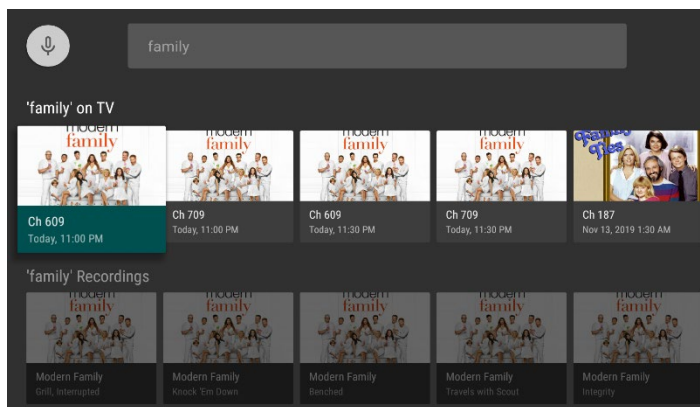 family
'family' on TV
modern
family
modern
family
modern
family
modern
family
Family
Ties
Ch 609
Today, 11:00 PM
Ch 709
Today, 11:00 PM
Ch 609
Today, 11:30 PM
Ch 709
Today, 11:30 PM
Ch 187
Nov 13, 2019 1:30 AM
'family' Recordings
modern
family
modern
family
modern
family
modern
family
modern
family
Modern Family
Grill, Interrupted
Modern Family
Knock 'Em Down
Modern Family
Benched
Modern Family
Travels with Scout
Modern Family
Integrity